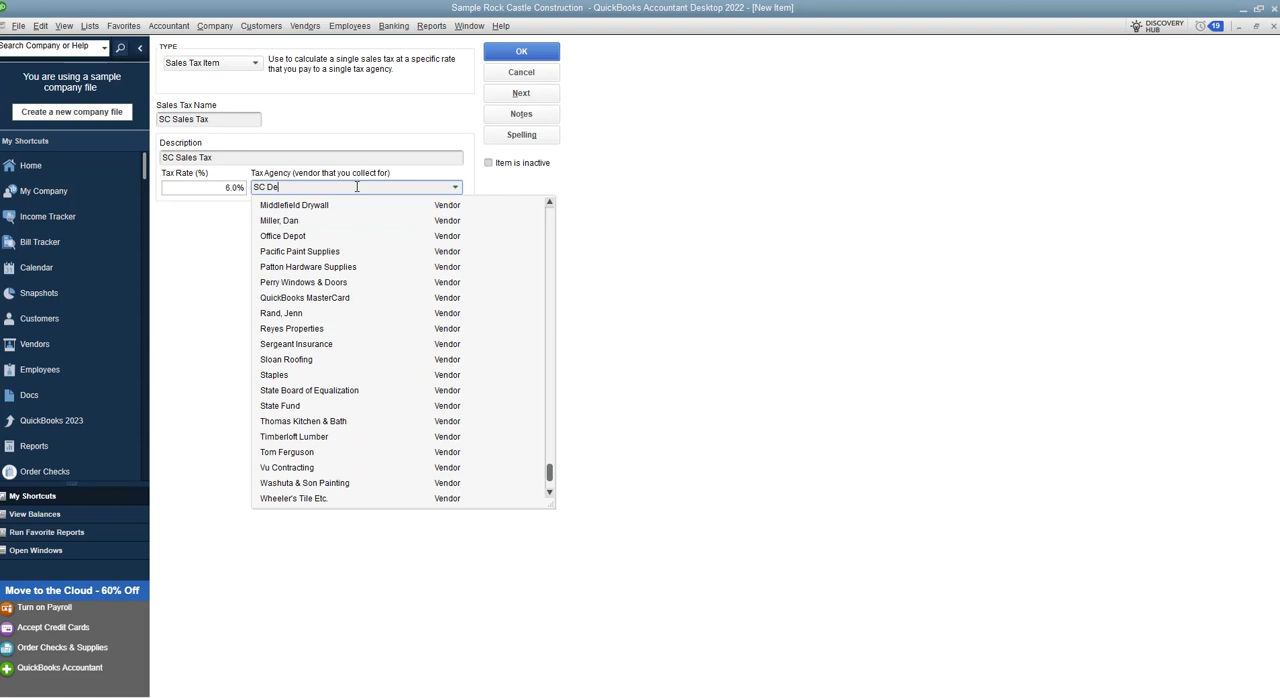 Sample Rock Castle Construction - QuickBooks Accountant Desktop 2022 - [New Item]
File Edit View Lists Favorites Accountant Company Customers Vendors Employees Banking Reports Window Help
DISCOVERY HUB 19
Search Company or Help
You are using a sample
company file
Create a new company file
My Shortcuts
Home
My Company
Income Tracker
Bill Tracker
Calendar
Snapshots
Customers
Vendors
Employees
Docs
QuickBooks 2023
Reports
Order Checks
My Shortcuts
View Balances
Run Favorite Reports
Open Windows
Move to the Cloud - 60% Off
Turn on Payroll
Accept Credit Cards
Order Checks & Supplies
QuickBooks Accountant
TYPE
Sales Tax Item
Use to calculate a single sales tax at a specific rate
that you pay to a single tax agency.
Sales Tax Name
SC Sales Tax
Description
SC Sales Tax
Tax Rate (%) Tax Agency (vendor that you collect for)
6.0% SC De
Middlefield Drywall Vendor
Miller, Dan Vendor
Office Depot Vendor
Pacific Paint Supplies Vendor
Patton Hardware Supplies Vendor
Perry Windows & Doors Vendor
QuickBooks MasterCard Vendor
Rand, Jenn Vendor
Reyes Properties Vendor
Sergeant Insurance Vendor
Sloan Roofing Vendor
Staples Vendor
State Board of Equalization Vendor
State Fund Vendor
Thomas Kitchen & Bath Vendor
Timberloft Lumber Vendor
Tom Ferguson Vendor
Vu Contracting Vendor
Washuta & Son Painting Vendor
Wheeler's Tile Etc. Vendor
OK
Cancel
Next
Notes
Spelling
Item is inactive